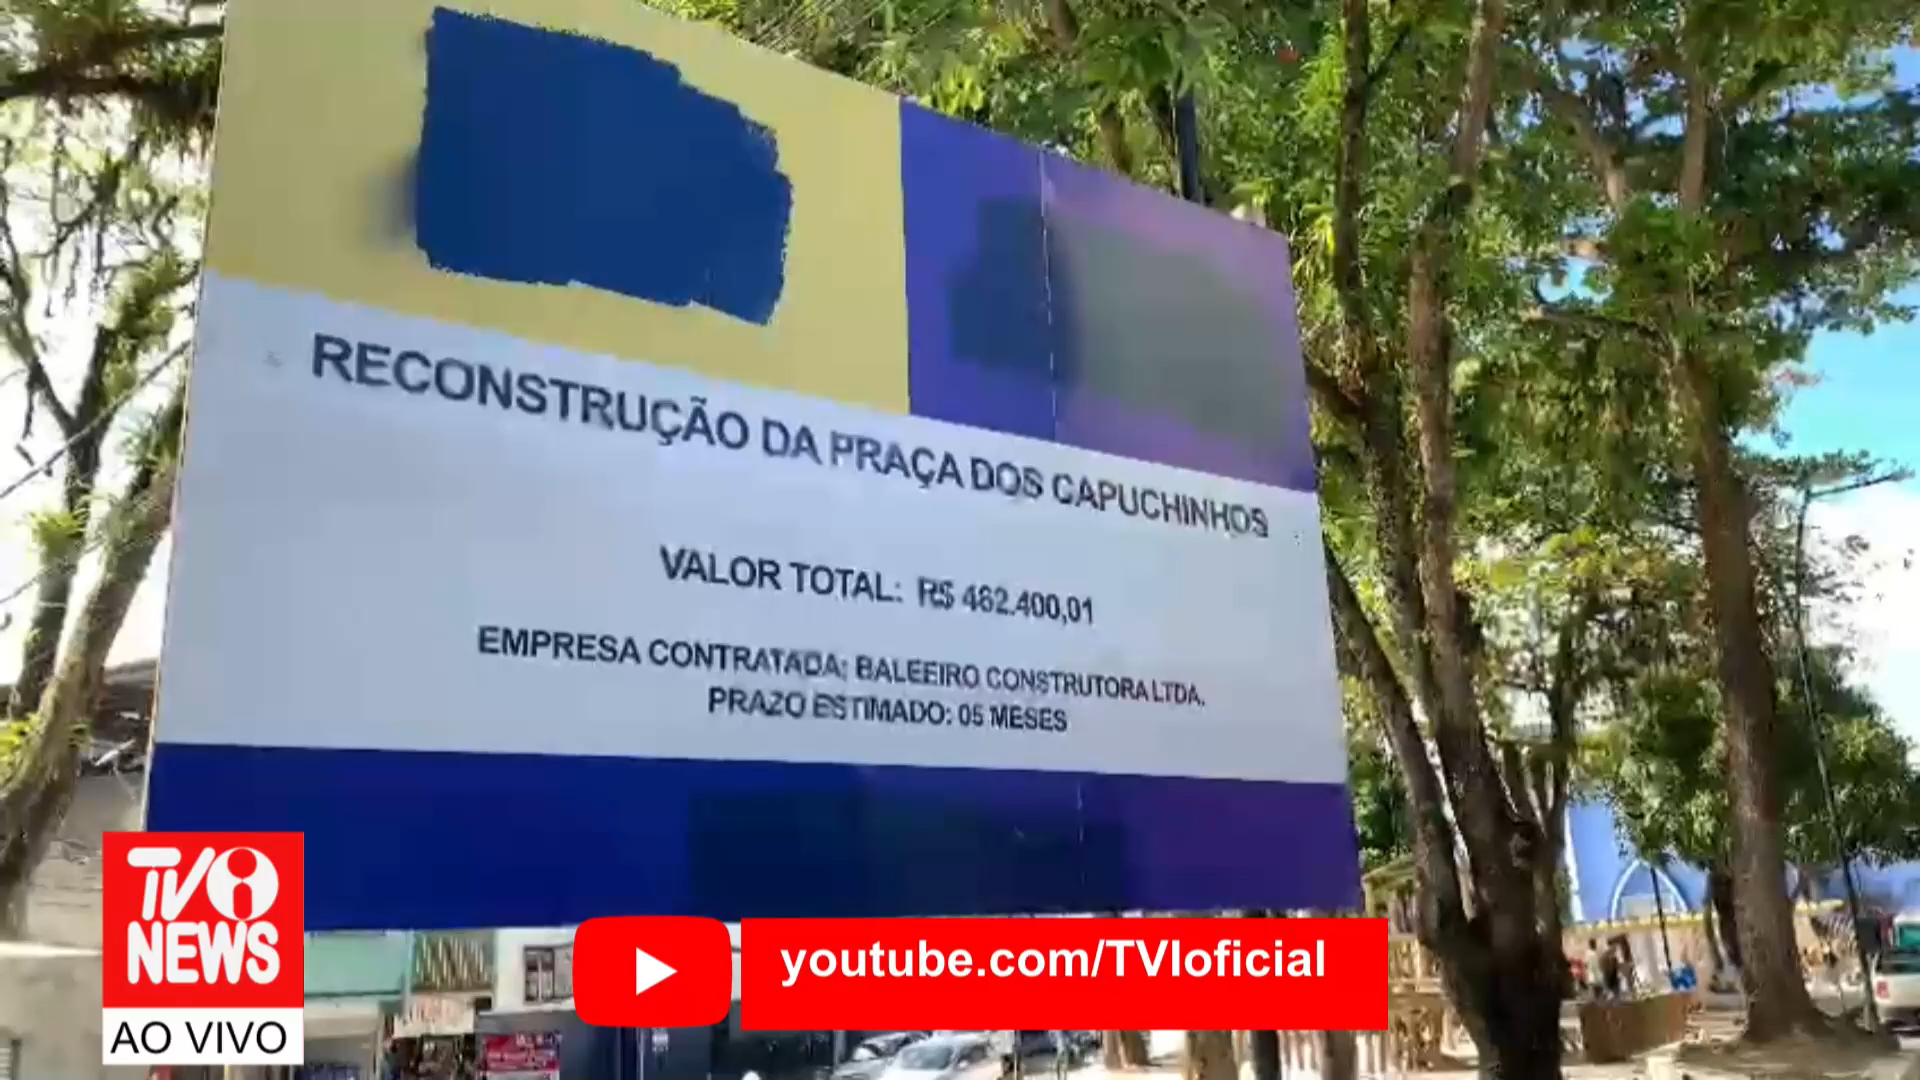 RECONSTRUÇÃO DA PRAÇA DOS CAPUCHINHOS
VALOR TOTAL: R$ 462.400,01
EMPRESA CONTRATADA: BALEEIRO CONSTRUTORA LTDA.
PRAZO ESTIMADO: 05 MESES
TVi
NEWS
AO VIVO
youtube.com/TVIoficial